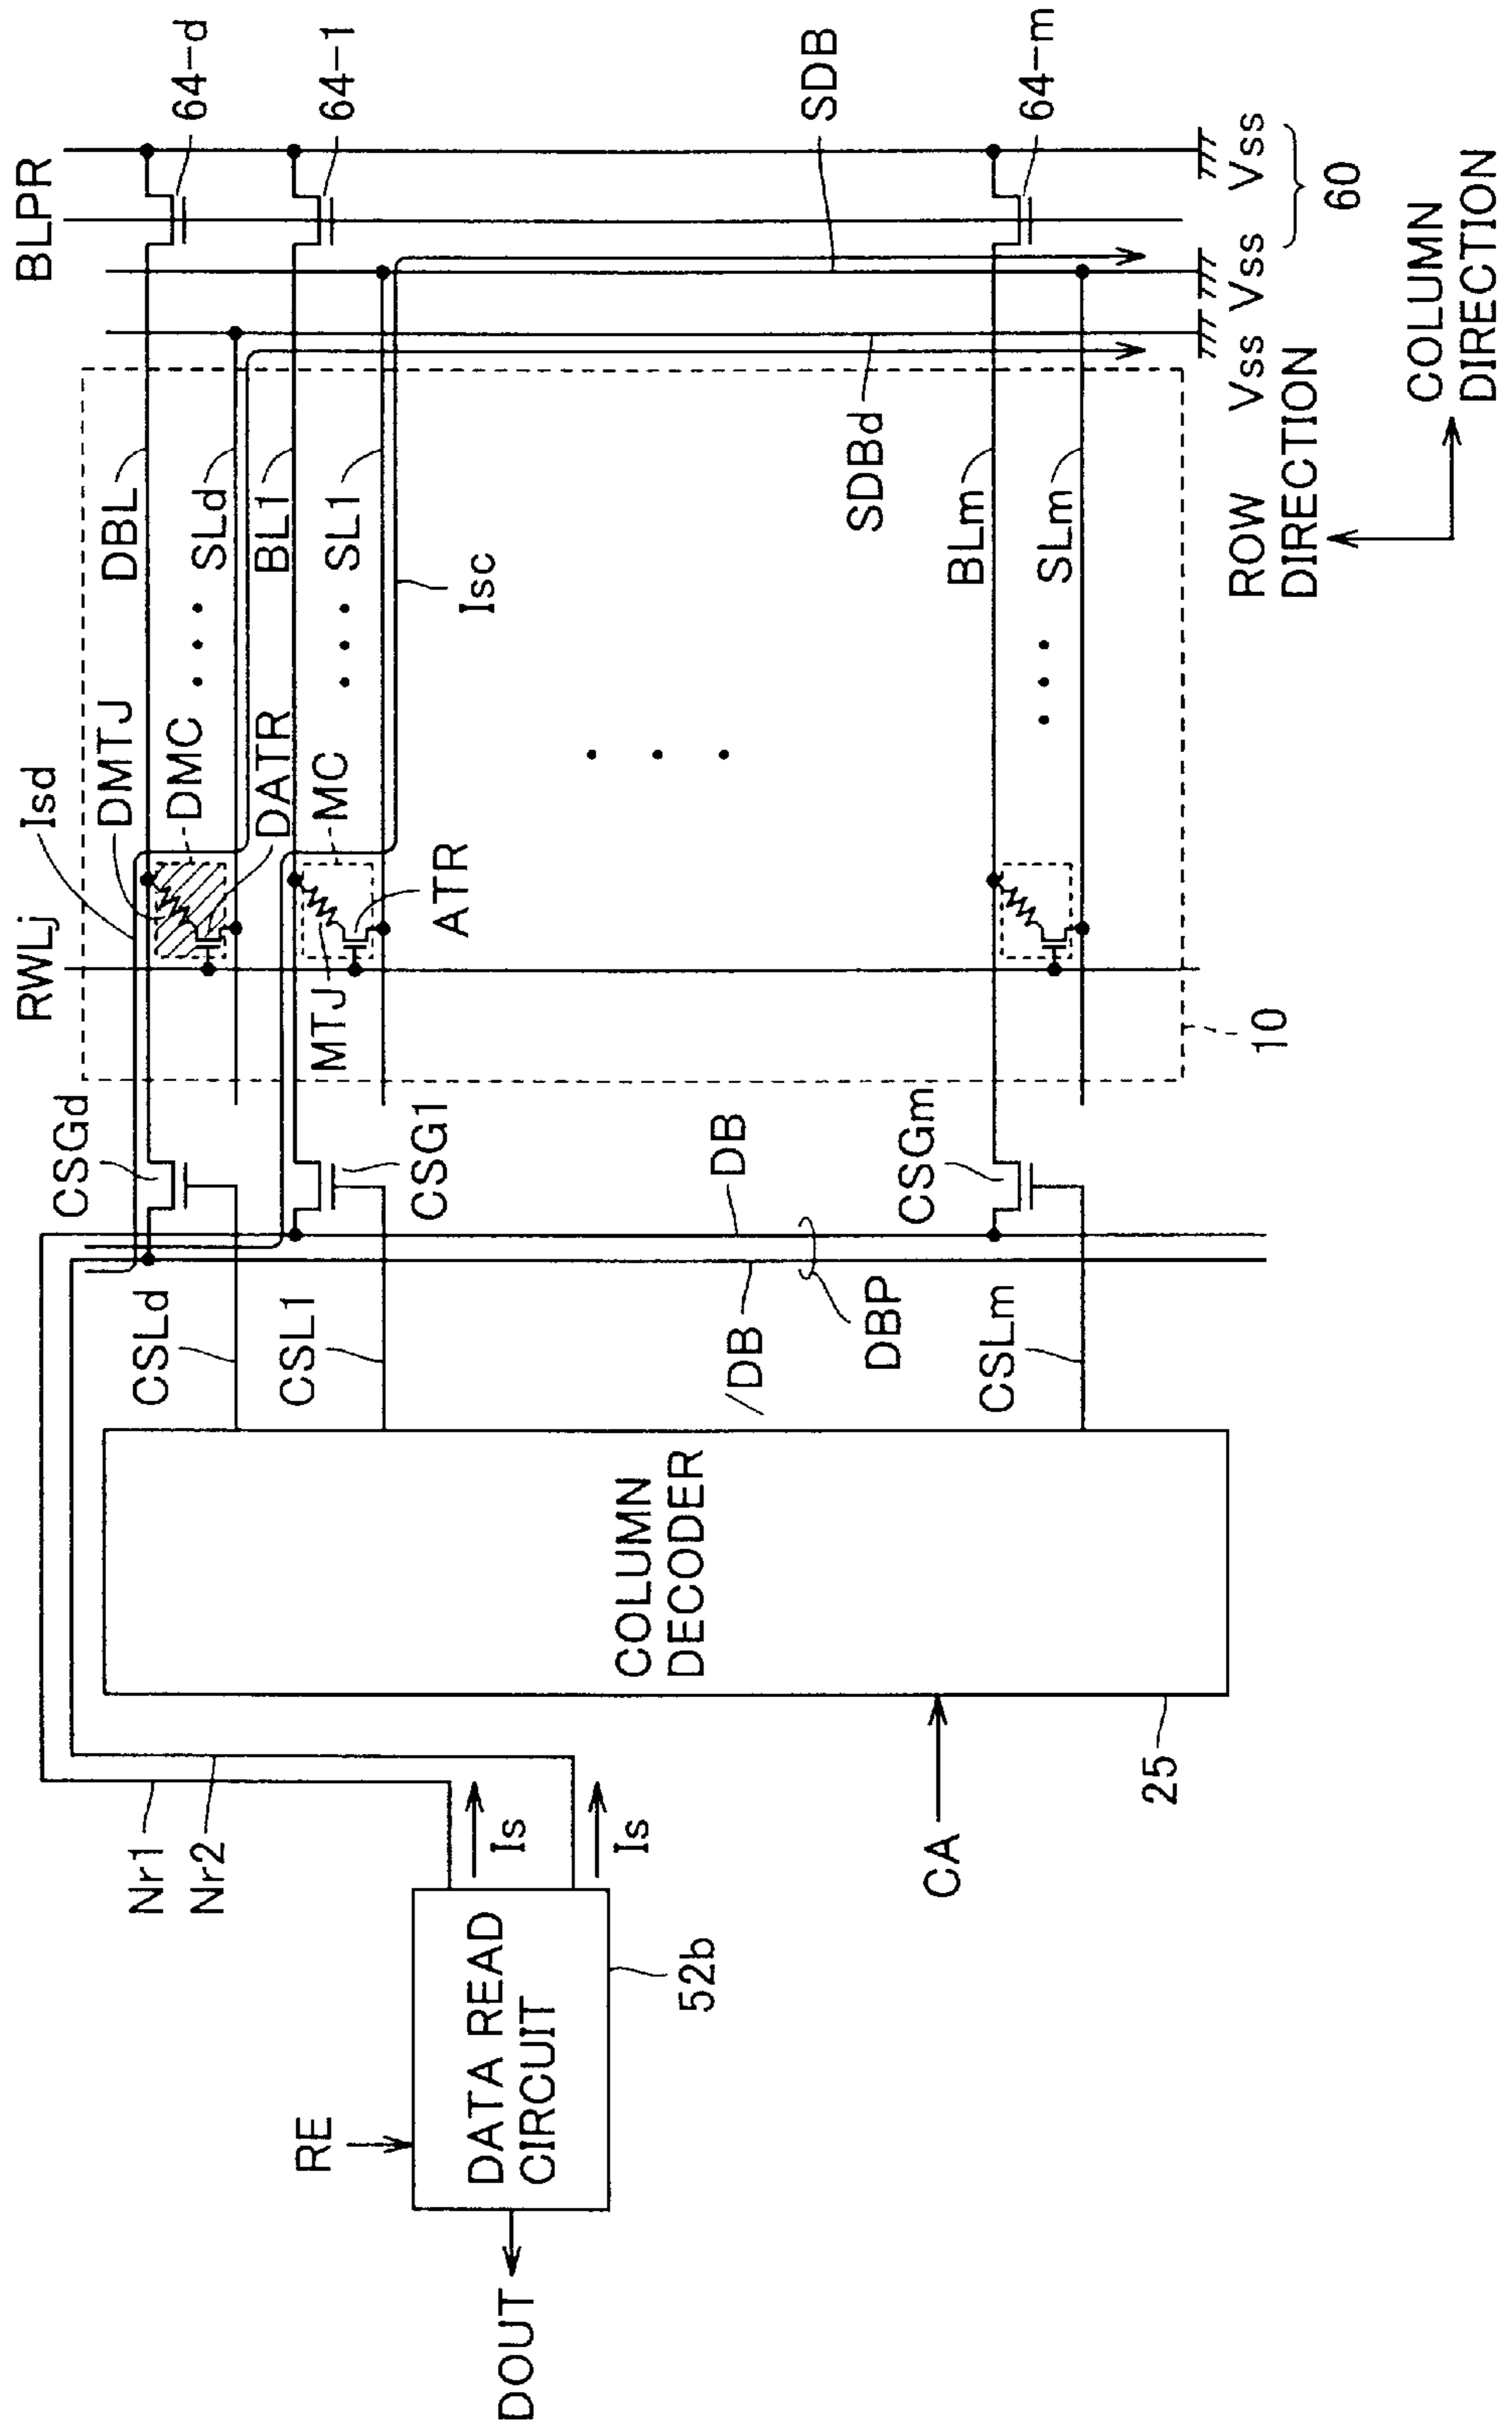 BLPR
64-d
64-1
SDB
64-m
Vss
60
Vss
Vss
COLUMN
DIRECTION
ROW
DIRECTION
DBL
SLd
BL1
SL1
SDBd
BLm
SLm
Isc
Isd
DMTJ
DMC
DATR
MC
RWLj
ATR
MTJ
10
CSGd
CSG1
DB
CSGm
CSLd
CSL1
/DB
DBP
CSLm
COLUMN
DECODER
25
CA
Nr1
Nr2
Is
Is
DATA READ
CIRCUIT
52b
RE
DOUT